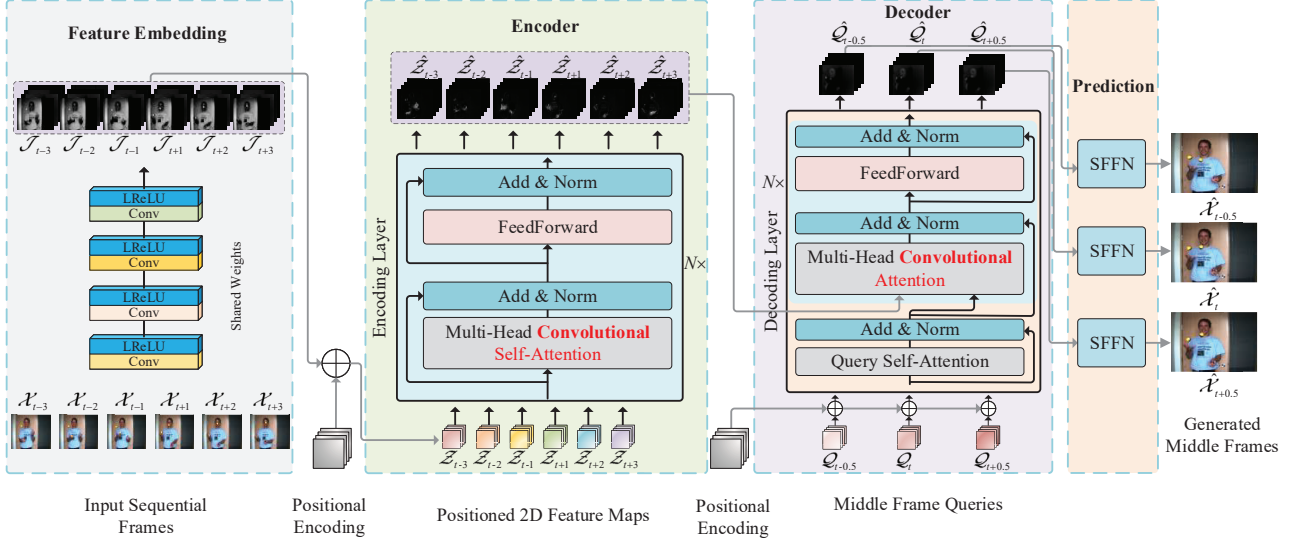 Feature Embedding
𝒥t-3 𝒥t-2 𝒥t-1 𝒥t+1 𝒥t+2 𝒥t+3
LReLU
Conv
LReLU
Conv
LReLU
Conv
LReLU
Conv
Shared Weights
𝒳t-3 𝒳t-2 𝒳t-1 𝒳t+1 𝒳t+2 𝒳t+3
Input Sequential
Frames
Positional
Encoding
Encoder
𝒵̂t-3 𝒵̂t-2 𝒵̂t-1 𝒵̂t+1 𝒵̂t+2 𝒵̂t+3
Encoding Layer
Add & Norm
FeedForward
N×
Add & Norm
Multi-Head Convolutional
Self-Attention
𝒵t-3 𝒵t-2 𝒵t-1 𝒵t+1 𝒵t+2 𝒵t+3
Positioned 2D Feature Maps
Positional
Encoding
Decoder
𝒬̂t-0.5 𝒬̂t 𝒬̂t+0.5
N×
Decoding Layer
Add & Norm
FeedForward
Add & Norm
Multi-Head Convolutional
Attention
Add & Norm
Query Self-Attention
𝒬t-0.5 𝒬t 𝒬t+0.5
Middle Frame Queries
Prediction
SFFN
SFFN
SFFN
𝒳̂t-0.5
𝒳̂t
𝒳̂t+0.5
Generated
Middle Frames